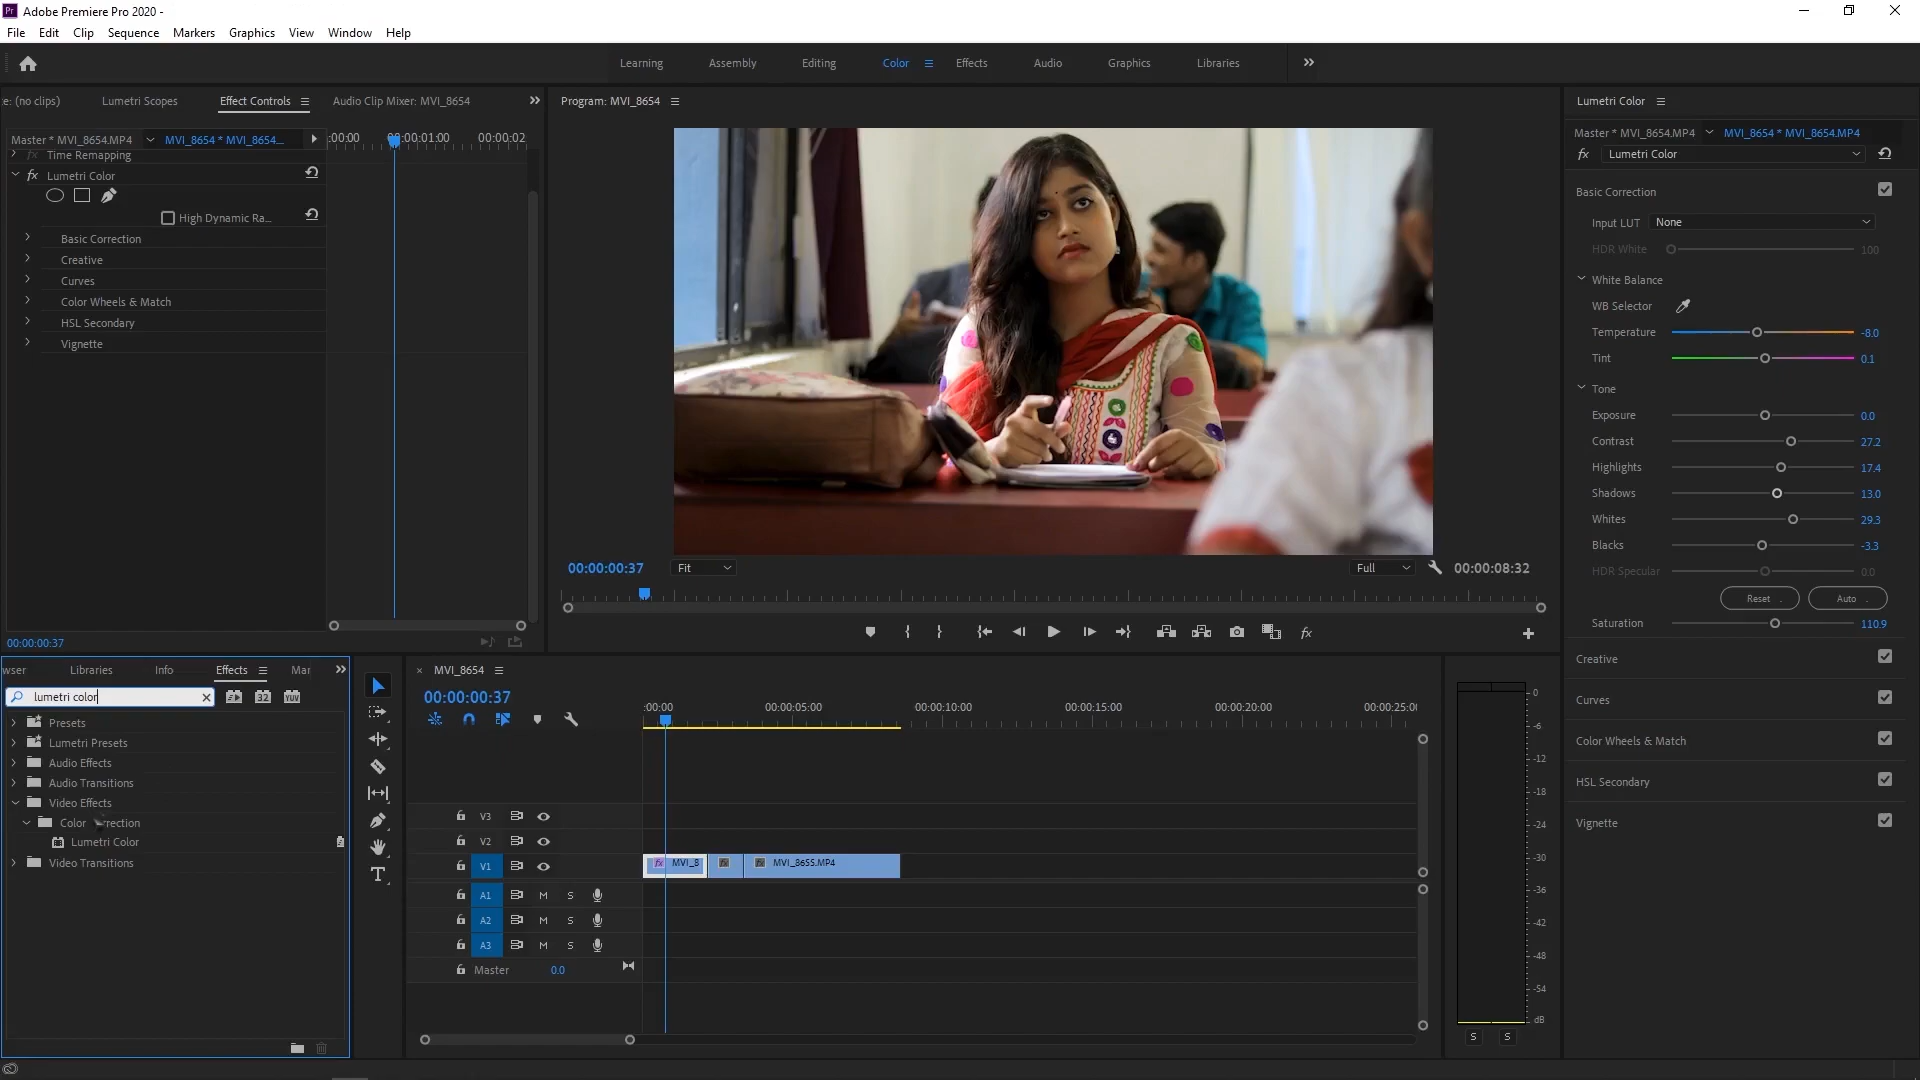 Adobe Premiere Pro 2020 -
File Edit Clip Sequence Markers Graphics View Window Help
Learning Assembly Editing Color Effects Audio Graphics Libraries
e: (no clips) Lumetri Scopes Effect Controls Audio Clip Mixer: MVI_8654
Master * MVI_8654.MP4 MVI_8654 * MVI_8654...
:00:00 00:00:01:00 00:00:02
fx Time Remapping
fx Lumetri Color
High Dynamic Ra...
Basic Correction
Creative
Curves
Color Wheels & Match
HSL Secondary
Vignette
00:00:00:37
Program: MVI_8654
00:00:00:37 Fit Full 00:00:08:32
fx
Lumetri Color
Master * MVI_8654.MP4 MVI_8654 * MVI_8654.MP4
fx Lumetri Color
Basic Correction
Input LUT None
HDR White 100
White Balance
WB Selector
Temperature -8.0
Tint 0.1
Tone
Exposure 0.0
Contrast 27.2
Highlights 17.4
Shadows 13.0
Whites 29.3
Blacks -3.3
HDR Specular 0.0
Reset Auto
Saturation 110.9
Creative
Curves
Color Wheels & Match
HSL Secondary
Vignette
wser Libraries Info Effects Mar
lumetri color
32 YUV
Presets
Lumetri Presets
Audio Effects
Audio Transitions
Video Effects
Color rrection
Lumetri Color
Video Transitions
T
MVI_8654
00:00:00:37
:00:00 00:00:05:00 00:00:10:00 00:00:15:00 00:00:20:00 00:00:25:0
V3
V2
V1 fx MVI_8 fx fx MVI_8655.MP4
A1 M S
A2 M S
A3 M S
Master 0.0
0
-6
-12
-18
-24
-30
-36
-42
-48
-54
dB
S S